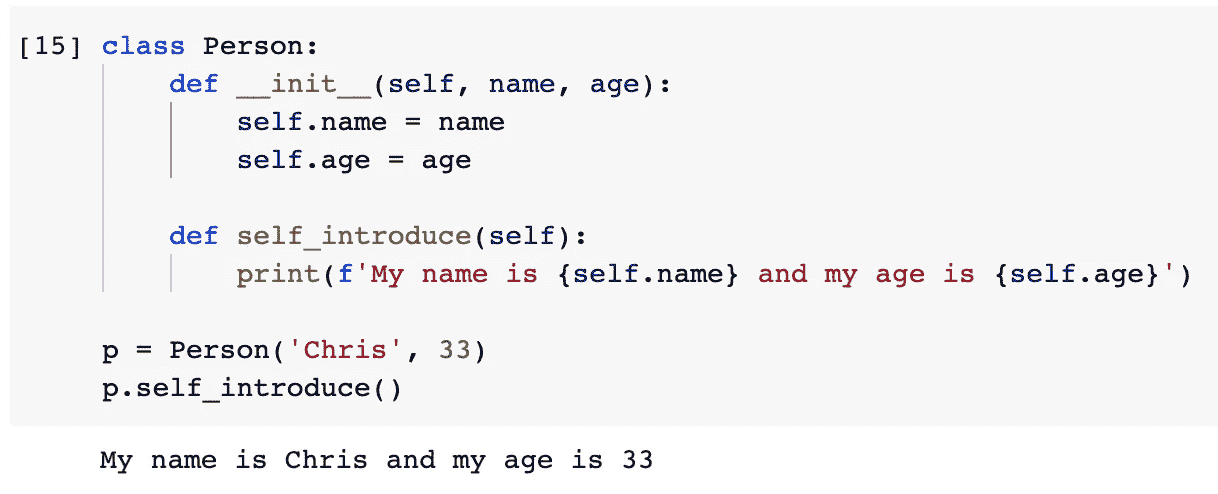 [15] class Person:
    def __init__(self, name, age):
        self.name = name
        self.age = age

    def self_introduce(self):
        print(f'My name is {self.name} and my age is {self.age}')

p = Person('Chris', 33)
p.self_introduce()

My name is Chris and my age is 33